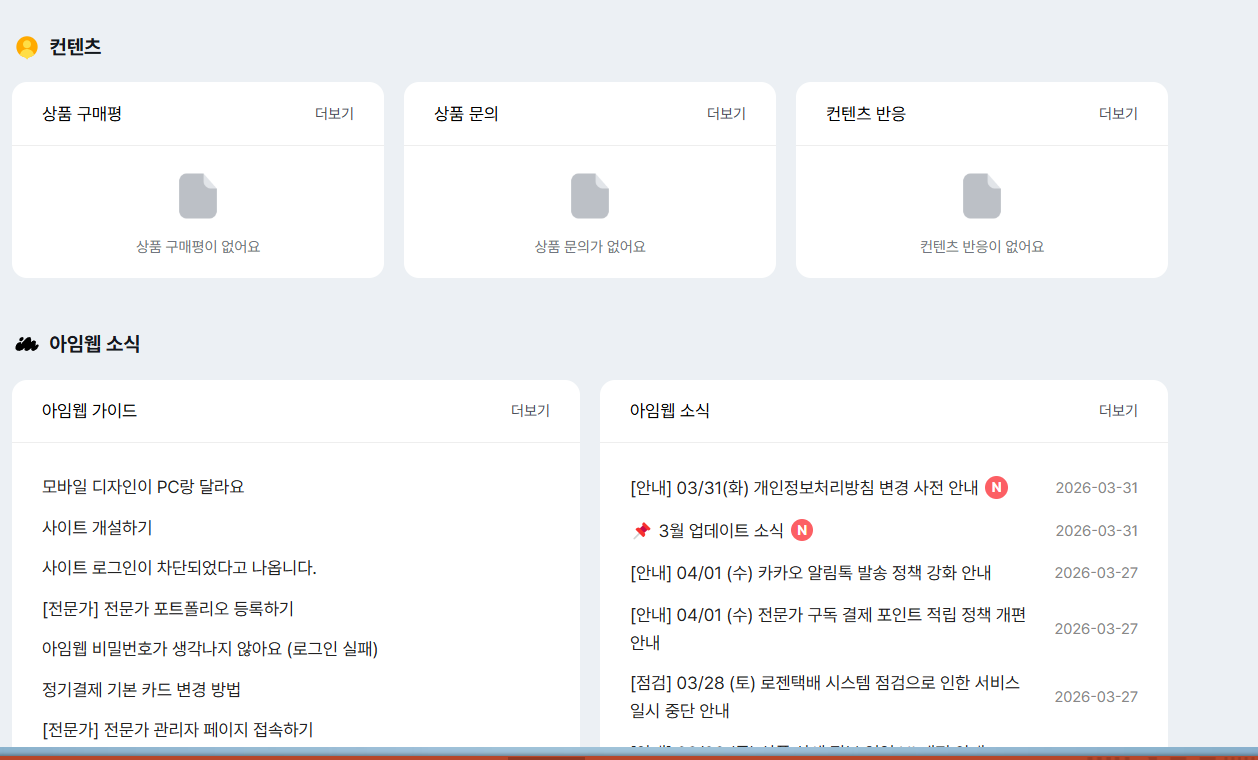 컨텐츠
상품 구매평 더보기
상품 구매평이 없어요
상품 문의 더보기
상품 문의가 없어요
컨텐츠 반응 더보기
컨텐츠 반응이 없어요
아임웹 소식
아임웹 가이드 더보기
모바일 디자인이 PC랑 달라요
사이트 개설하기
사이트 로그인이 차단되었다고 나옵니다.
[전문가] 전문가 포트폴리오 등록하기
아임웹 비밀번호가 생각나지 않아요 (로그인 실패)
정기결제 기본 카드 변경 방법
[전문가] 전문가 관리자 페이지 접속하기
아임웹 소식 더보기
[안내] 03/31(화) 개인정보처리방침 변경 사전 안내 N 2026-03-31
3월 업데이트 소식 N 2026-03-31
[안내] 04/01 (수) 카카오 알림톡 발송 정책 강화 안내 2026-03-27
[안내] 04/01 (수) 전문가 구독 결제 포인트 적립 정책 개편
안내 2026-03-27
[점검] 03/28 (토) 로젠택배 시스템 점검으로 인한 서비스
일시 중단 안내 2026-03-27